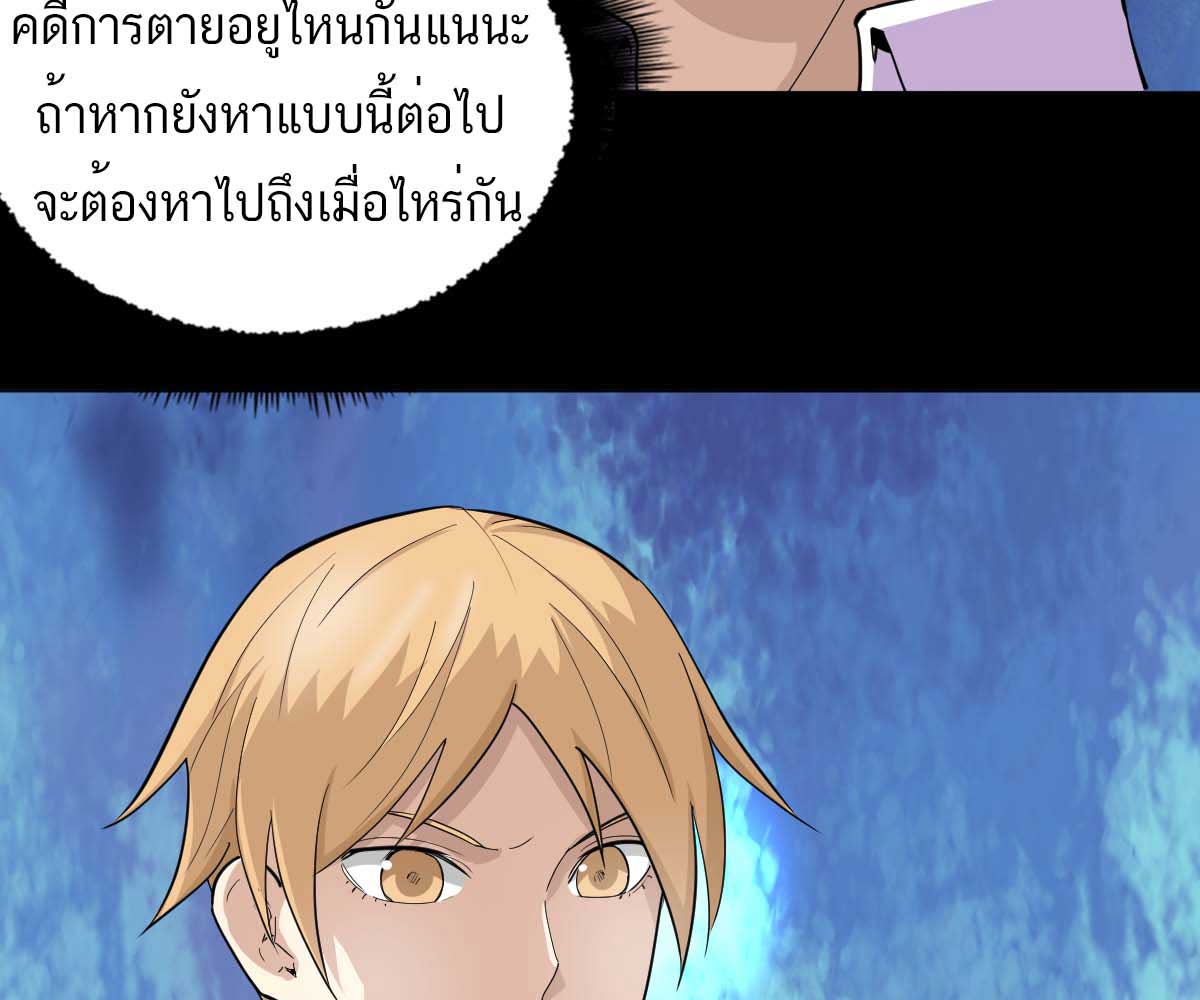 คดีการตายอยู่ไหนกันแนนะ
ถ้าหากยังหาแบบนี้ต่อไป
จะต้องหาไปถึงเมื่อไหร่กัน